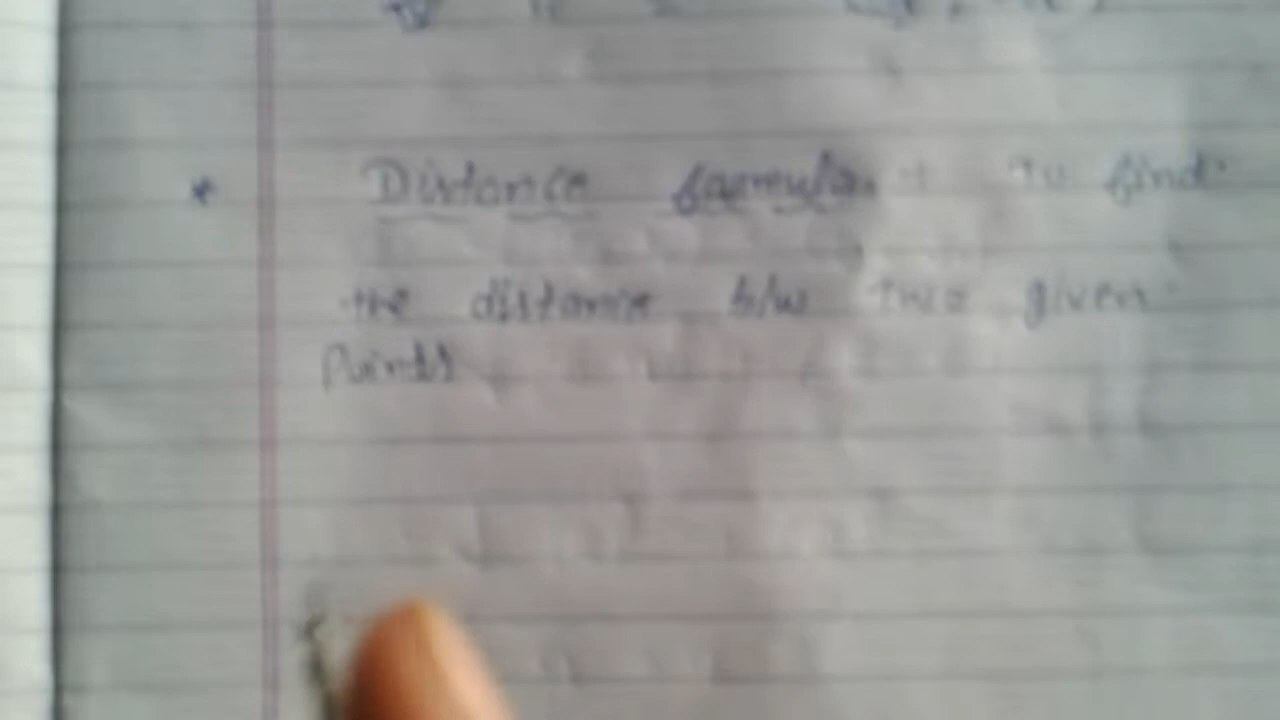 * Distance formula :- To find
the distance b/w two given
points